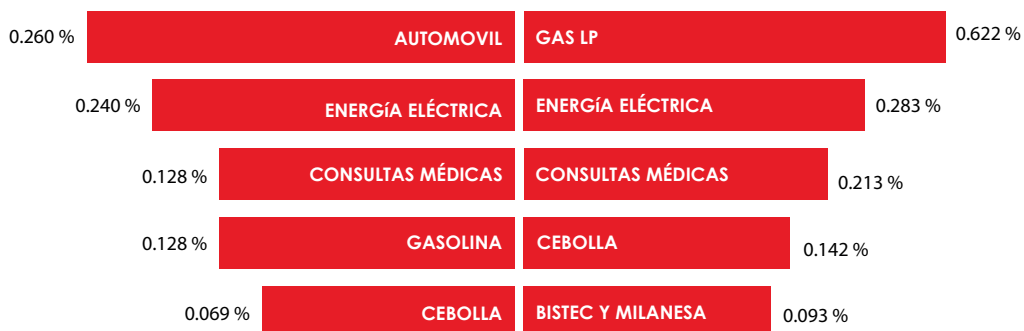 0.260 % AUTOMOVIL GAS LP 0.622 %
0.240 % ENERGíA ELÉCTRICA ENERGíA ELÉCTRICA 0.283 %
0.128 % CONSULTAS MÉDICAS CONSULTAS MÉDICAS 0.213 %
0.128 % GASOLINA CEBOLLA 0.142 %
0.069 % CEBOLLA BISTEC Y MILANESA 0.093 %